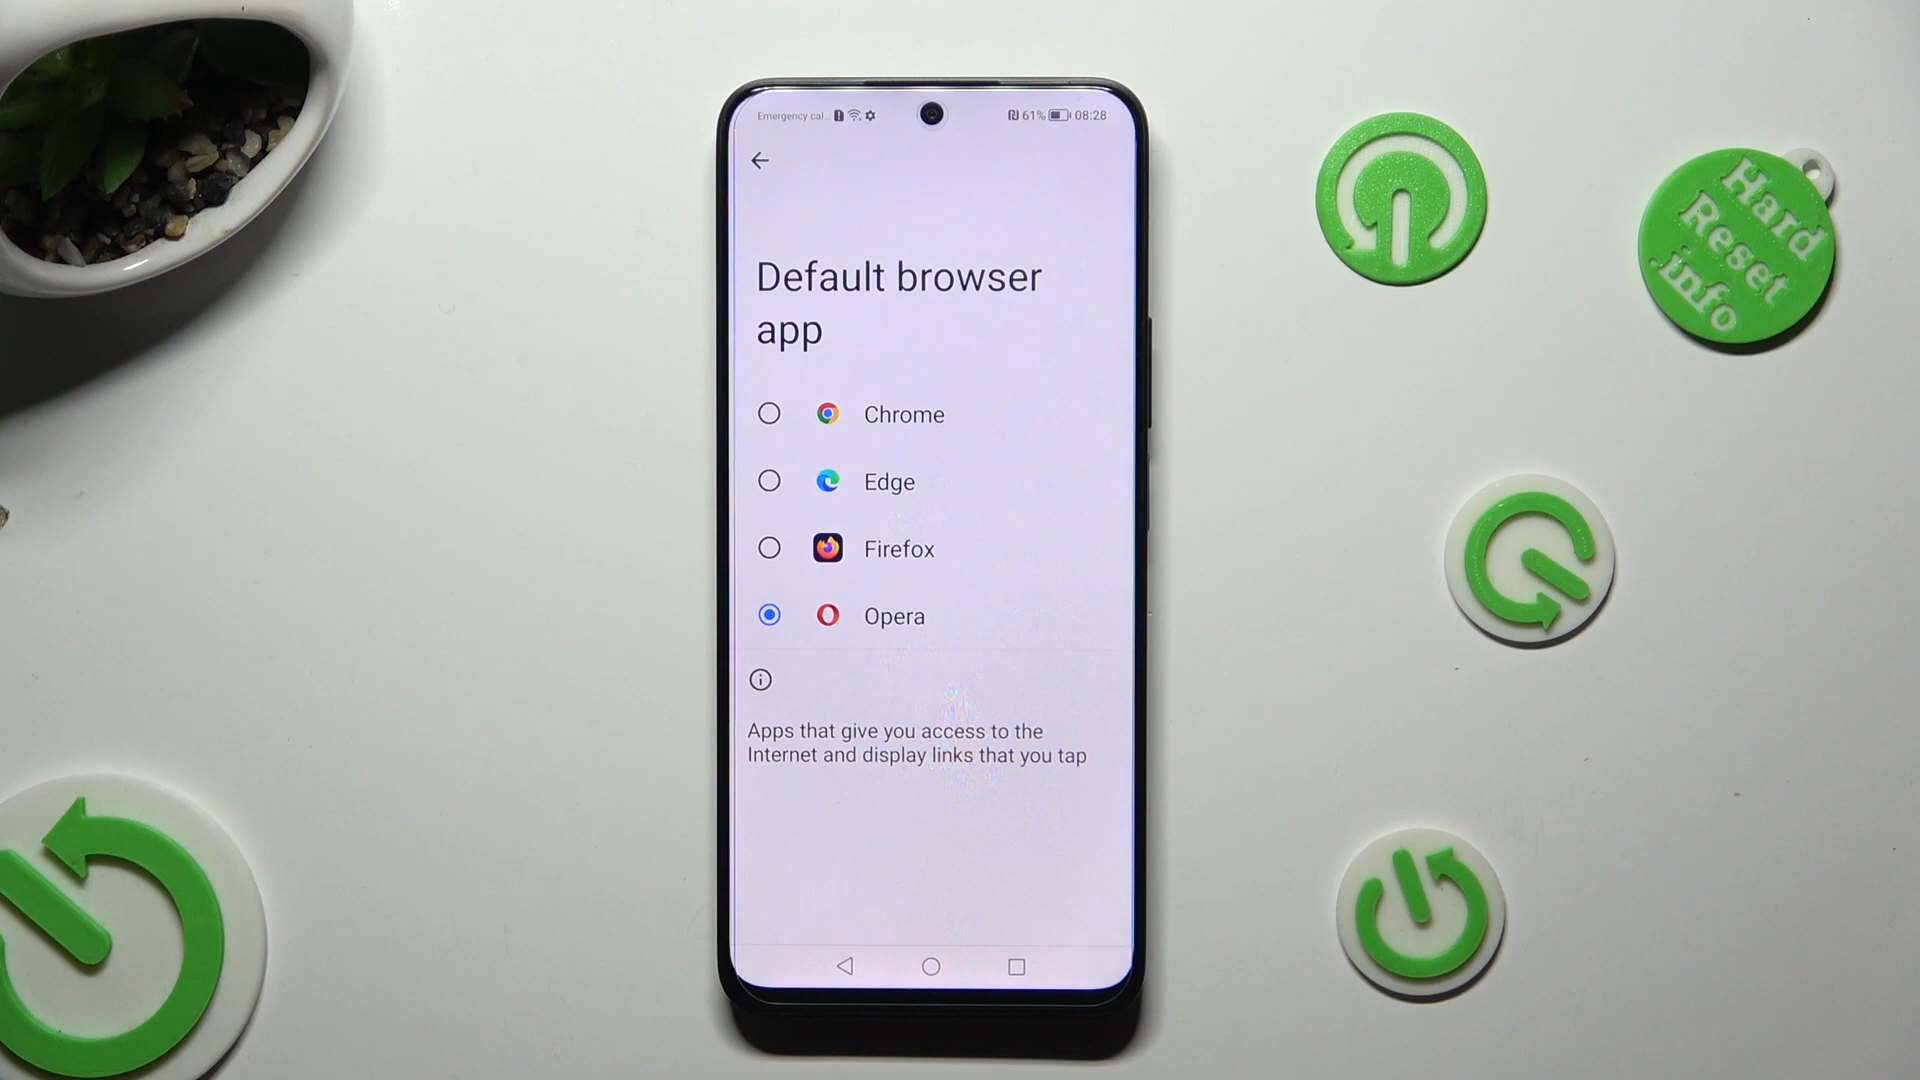 Emergency cal... 61% 08:28
Default browser
app
Chrome
Edge
Firefox
Opera
Apps that give you access to the
Internet and display links that you tap
Hard
Reset
.info